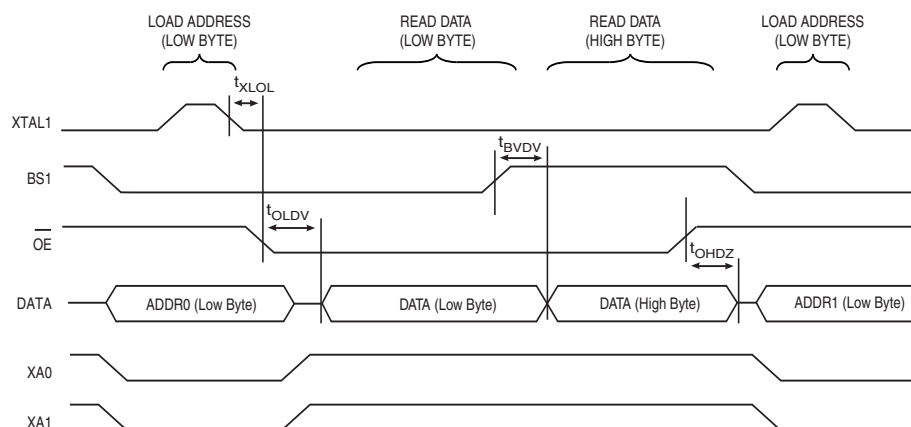 LOAD ADDRESS
(LOW BYTE)
READ DATA
(LOW BYTE)
READ DATA
(HIGH BYTE)
LOAD ADDRESS
(LOW BYTE)
tXLOL
XTAL1
tBVDV
BS1
tOLDV
OE
tOHDZ
DATA
ADDR0 (Low Byte)
DATA (Low Byte)
DATA (High Byte)
ADDR1 (Low Byte)
XA0
XA1